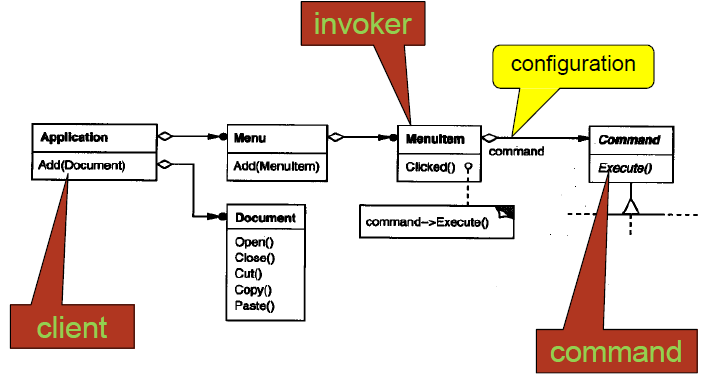 invoker
configuration
Application
Add(Document)
Menu
Add(MenuItem)
MenuItem
Clicked()
command
Command
Execute()
command->Execute()
Document
Open()
Close()
Cut()
Copy()
Paste()
client
command